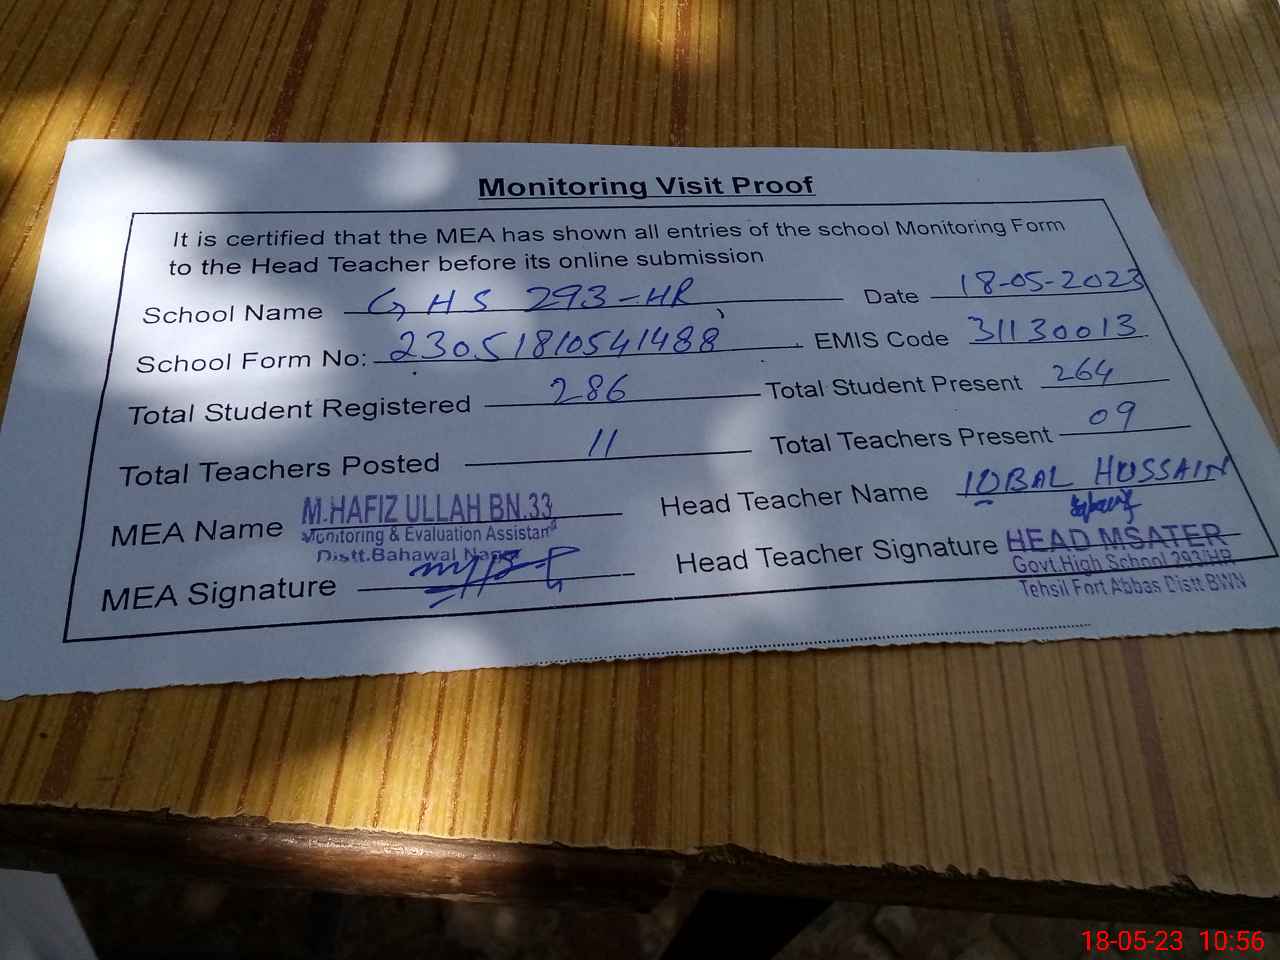 Monitoring Visit Proof
It is certified that the MEA has shown all entries of the school Monitoring Form
to the Head Teacher before its online submission
School Name GHS 293-HR Date 18-05-2023
School Form No: 23051810541488 EMIS Code 31130013
Total Student Registered 286 Total Student Present 264
Total Teachers Posted 11 Total Teachers Present 09
MEA Name M.HAFIZ ULLAH BN.33 Head Teacher Name IQBAL HUSSAIN
Monitoring & Evaluation Assistant
Distt.Bahawal Nagar
MEA Signature Head Teacher Signature HEAD MSATER
Govt.High School 293/HR
Tehsil Fort Abbas Distt BWN
18-05-23 10:56